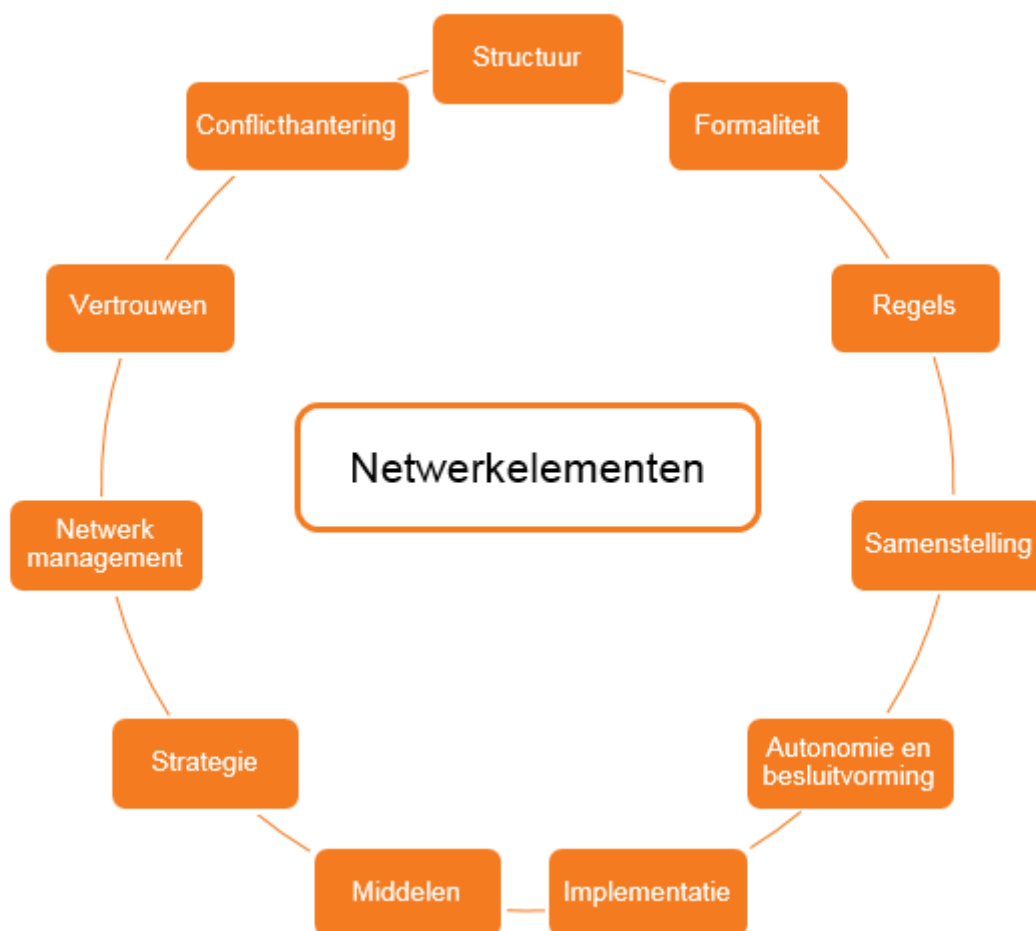 Structuur
Formaliteit
Regels
Samenstelling
Autonomie en
besluitvorming
Implementatie
Middelen
Strategie
Netwerk
management
Vertrouwen
Conflicthantering
Netwerkelementen